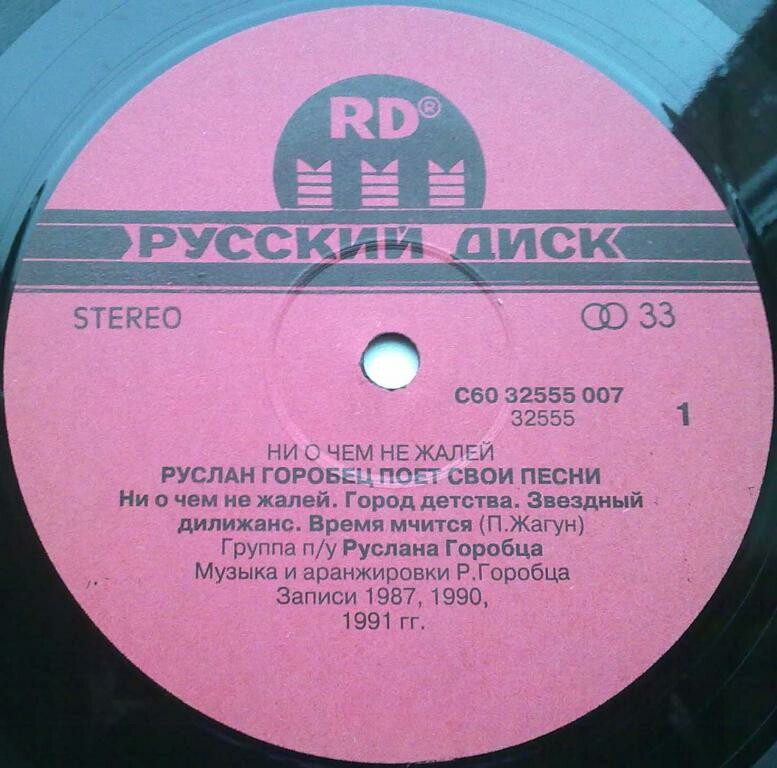 RD®
РУССКИЙ ДИСК
STEREO 33
С60 32555 007
32555 1
НИ О ЧЕМ НЕ ЖАЛЕЙ
РУСЛАН ГОРОБЕЦ ПОЕТ СВОИ ПЕСНИ
Ни о чем не жалей. Город детства. Звездный
дилижанс. Время мчится (П.Жагун)
Группа п/у Руслана Горобца
Музыка и аранжировки Р.Горобца
Записи 1987, 1990,
1991 гг.